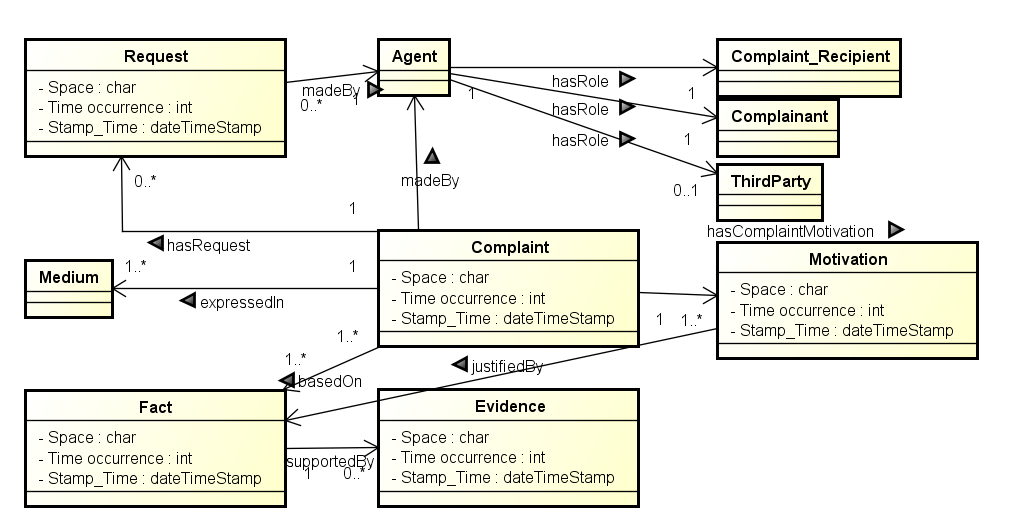 Request
- Space : char
- Time occurrence : int
- Stamp_Time : dateTimeStamp
Agent
Complaint_Recipient
Complainant
ThirdParty
madeBy
0..*
1
1
hasRole
1
hasRole
hasRole
1
0..1
0..*
madeBy
1
hasRequest
hasComplaintMotivation
Medium
1..*
1
expressedIn
Complaint
- Space : char
- Time occurrence : int
- Stamp_Time : dateTimeStamp
Motivation
- Space : char
- Time occurrence : int
- Stamp_Time : dateTimeStamp
1
1..*
1..*
1..*
basedOn
justifiedBy
Fact
- Space : char
- Time occurrence : int
- Stamp_Time : dateTimeStamp
supportedBy
1
0..*
Evidence
- Space : char
- Time occurrence : int
- Stamp_Time : dateTimeStamp